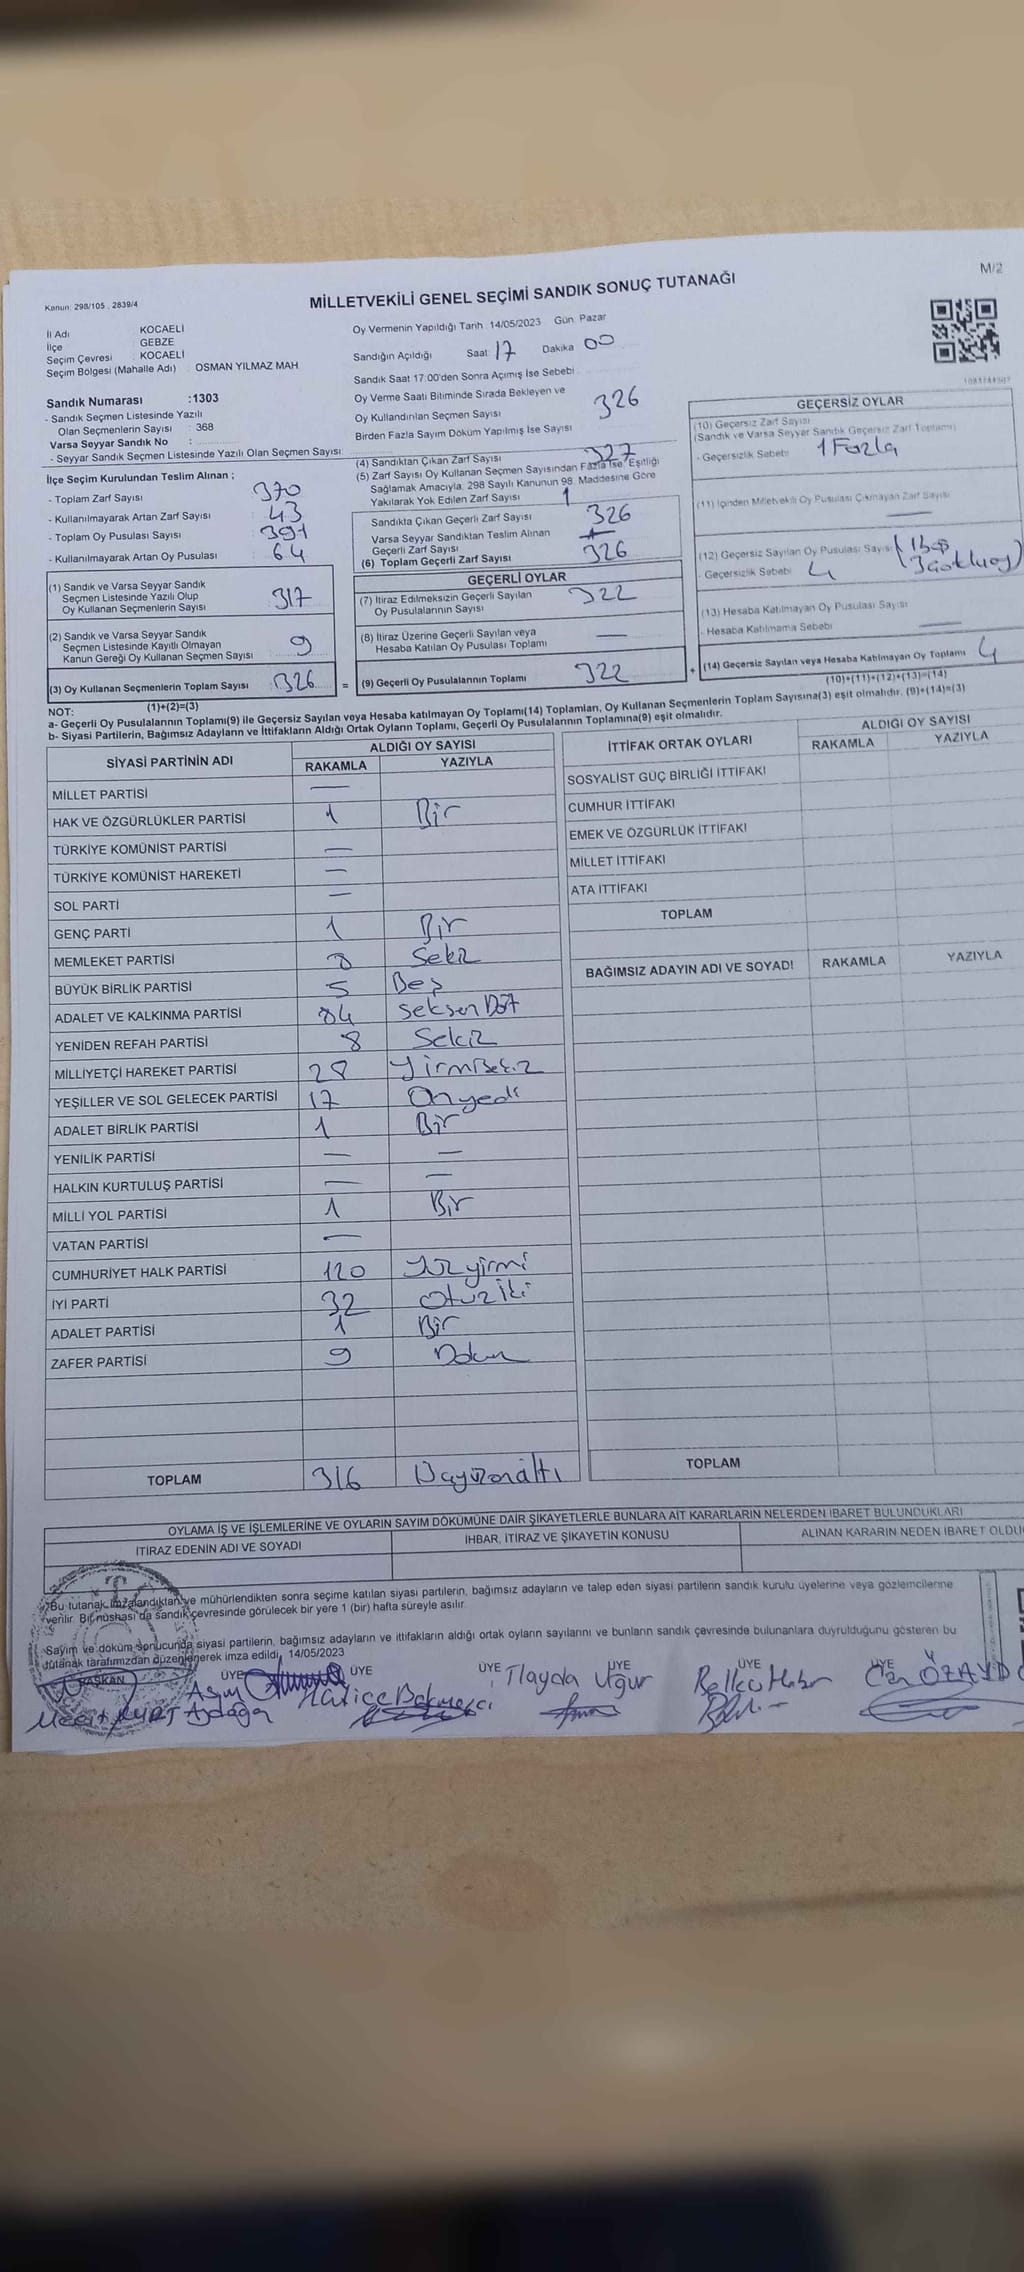 M/2
Kanun: 298/105 , 2839/4
MİLLETVEKİLİ GENEL SEÇİMİ SANDIK SONUÇ TUTANAĞI
İl Adı : KOCAELİ
İlçe : GEBZE
Seçim Çevresi : KOCAELİ
Seçim Bölgesi (Mahalle Adı) : OSMAN YILMAZ MAH
Sandık Numarası :1303
- Sandık Seçmen Listesinde Yazılı
Olan Seçmenlerin Sayısı : 368
Varsa Seyyar Sandık No :
- Seyyar Sandık Seçmen Listesinde Yazılı Olan Seçmen Sayısı:
İlçe Seçim Kurulundan Teslim Alınan ;
- Toplam Zarf Sayısı : 370
- Kullanılmayarak Artan Zarf Sayısı : 43
- Toplam Oy Pusulası Sayısı : 391
- Kullanılmayarak Artan Oy Pusulası : 64
(1) Sandık ve Varsa Seyyar Sandık
Seçmen Listesinde Yazılı Olup
Oy Kullanan Seçmenlerin Sayısı : 317
(2) Sandık ve Varsa Seyyar Sandık
Seçmen Listesinde Kayıtlı Olmayan
Kanun Gereği Oy Kullanan Seçmen Sayısı : 9
(3) Oy Kullanan Seçmenlerin Toplam Sayısı : 326
(1)+(2)=(3)
Oy Vermenin Yapıldığı Tarih :14/05/2023 Gün: Pazar
Sandığın Açıldığı Saat: 17 Dakika: 00
Sandık Saat 17:00'den Sonra Açılmış İse Sebebi
Oy Verme Saati Bitiminde Sırada Bekleyen ve
Oy Kullandırılan Seçmen Sayısı 326
Birden Fazla Sayım Döküm Yapılmış İse Sayısı
(4) Sandıktan Çıkan Zarf Sayısı 327
(5) Zarf Sayısı Oy Kullanan Seçmen Sayısından Fazla İse, Eşitliği
Sağlamak Amacıyla, 298 Sayılı Kanunun 98. Maddesine Göre
Yakılarak Yok Edilen Zarf Sayısı : 1
Sandıkta Çıkan Geçerli Zarf Sayısı : 326
Varsa Seyyar Sandıktan Teslim Alınan
Geçerli Zarf Sayısı
(6) Toplam Geçerli Zarf Sayısı : 326
GEÇERLİ OYLAR
(7) İtiraz Edilmeksizin Geçerli Sayılan
Oy Pusulalarının Sayısı : 322
(8) İtiraz Üzerine Geçerli Sayılan veya
Hesaba Katılan Oy Pusulası Toplamı : —
= (9) Geçerli Oy Pusulalarının Toplamı : 322
GEÇERSİZ OYLAR
(10) Geçersiz Zarf Sayısı
(Sandık ve Varsa Seyyar Sandık Geçersiz Zarf Toplamı)
- Geçersizlik Sebebi: 1 Fazla
(11) İçinden Milletvekili Oy Pusulası Çıkmayan Zarf Sayısı
—
(12) Geçersiz Sayılan Oy Pusulası Sayısı
- Geçersizlik Sebebi: 4
(13) Hesaba Katılmayan Oy Pusulası Sayısı
- Hesaba Katılmama Sebebi —
+ (14) Geçersiz Sayılan veya Hesaba Katılmayan Oy Toplamı : 4
(10)+(11)+(12)+(13)=(14)
NOT:
a- Geçerli Oy Pusulalarının Toplamı(9) ile Geçersiz Sayılan veya Hesaba katılmayan Oy Toplamı(14) Toplamları, Oy Kullanan Seçmenlerin Toplam Sayısına(3) eşit olmalıdır. (9)+(14)=(3)
b- Siyasi Partilerin, Bağımsız Adayların ve İttifakların Aldığı Ortak Oyların Toplamı, Geçerli Oy Pusulalarının Toplamına(9) eşit olmalıdır.
SİYASİ PARTİNİN ADI ALDIĞI OY SAYISI
RAKAMLA YAZIYLA
MİLLET PARTİSİ —
HAK VE ÖZGÜRLÜKLER PARTİSİ 1 Bir
TÜRKİYE KOMÜNİST PARTİSİ —
TÜRKİYE KOMÜNİST HAREKETİ —
SOL PARTİ —
GENÇ PARTİ 1 Bir
MEMLEKET PARTİSİ 8 Sekiz
BÜYÜK BİRLİK PARTİSİ 5 Beş
ADALET VE KALKINMA PARTİSİ 84 Seksen Dört
YENİDEN REFAH PARTİSİ 8 Sekiz
MİLLİYETÇİ HAREKET PARTİSİ 28 Yirmisekiz
YEŞİLLER VE SOL GELECEK PARTİSİ 17 Onyedi
ADALET BİRLİK PARTİSİ 1 Bir
YENİLİK PARTİSİ — —
HALKIN KURTULUŞ PARTİSİ — —
MİLLİ YOL PARTİSİ 1 Bir
VATAN PARTİSİ —
CUMHURİYET HALK PARTİSİ 120 Yüzyirmi
İYİ PARTİ 32 Otuziki
ADALET PARTİSİ 1 Bir
ZAFER PARTİSİ 9 Dokuz
TOPLAM 316 Üçyüzonaltı
İTTİFAK ORTAK OYLARI ALDIĞI OY SAYISI
RAKAMLA YAZIYLA
SOSYALİST GÜÇ BİRLİĞİ İTTİFAKI
CUMHUR İTTİFAKI
EMEK VE ÖZGÜRLÜK İTTİFAKI
MİLLET İTTİFAKI
ATA İTTİFAKI
TOPLAM
BAĞIMSIZ ADAYIN ADI VE SOYADI RAKAMLA YAZIYLA
TOPLAM
OYLAMA İŞ VE İŞLEMLERİNE VE OYLARIN SAYIM DÖKÜMÜNE DAİR ŞİKAYETLERLE BUNLARA AİT KARARLARIN NELERDEN İBARET BULUNDUKLARI
İTİRAZ EDENİN ADI VE SOYADI İHBAR, İTİRAZ VE ŞİKAYETİN KONUSU ALINAN KARARIN NEDEN İBARET OLDU
Bu tutanak imzalandıktan ve mühürlendikten sonra seçime katılan siyasi partilerin, bağımsız adayların ve talep eden siyasi partilerin sandık kurulu üyelerine veya gözlemcilerine
verilir. Bir nüshası da sandık çevresinde görülecek bir yere 1 (bir) hafta süreyle asılır.
Sayım ve döküm sonucunda siyasi partilerin, bağımsız adayların ve ittifakların aldığı ortak oyların sayılarını ve bunların sandık çevresinde bulunanlara duyrulduğunu gösteren bu
tutanak tarafımızdan düzenlenerek imza edildi. 14/05/2023
BAŞKAN ÜYE ÜYE ÜYE ÜYE ÜYE ÜYE
Tlayda Uğur
Can ÖZAYD